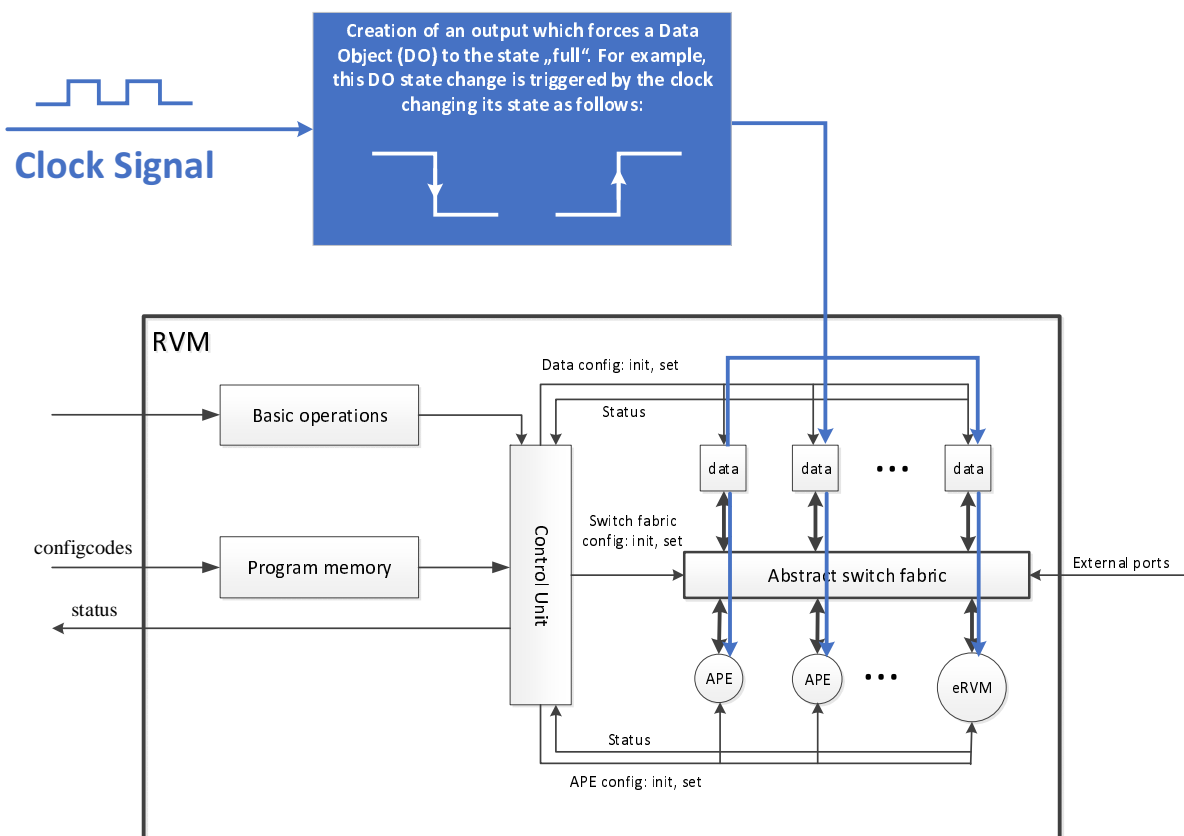 Creation of an output which forces a Data
Object (DO) to the state „full“. For example,
this DO state change is triggered by the clock
changing its state as follows:
Clock Signal
RVM
Data config: init, set
Status
Basic operations
data
data
...
data
Switch fabric
config: init, set
configcodes
Program memory
Control Unit
Abstract switch fabric
External ports
status
APE
APE
...
eRVM
Status
APE config: init, set